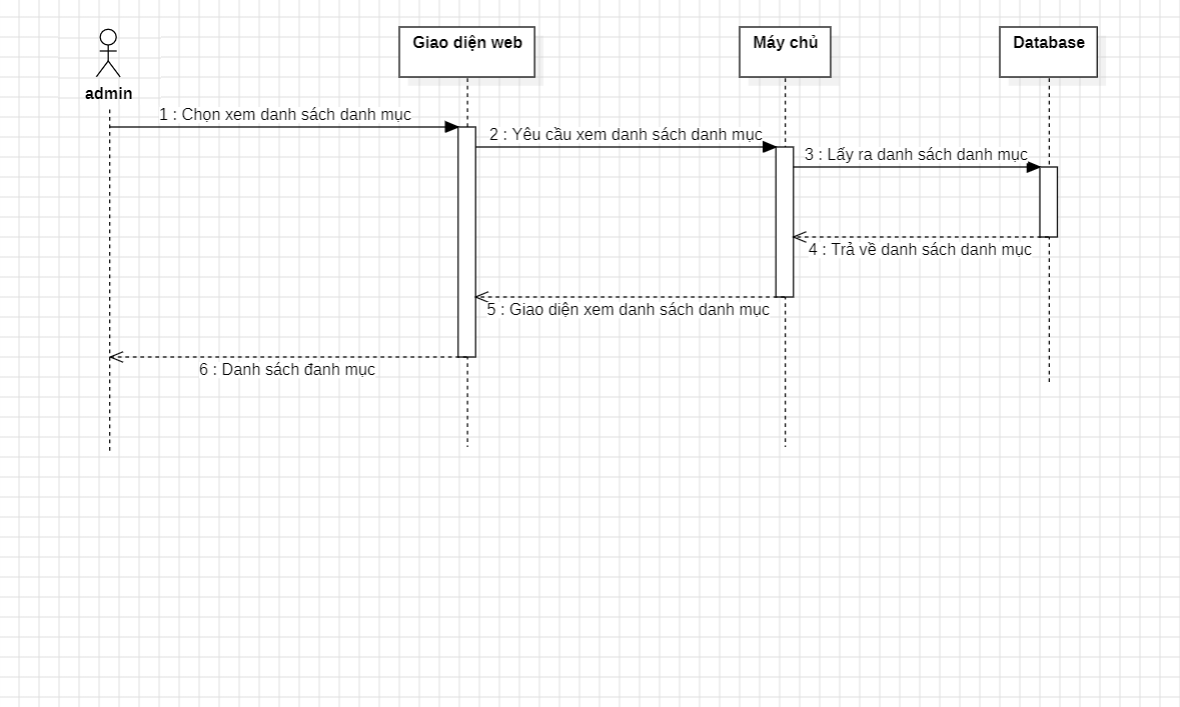 Giao diện web
Máy chủ
Database
admin
1 : Chọn xem danh sách danh mục
2 : Yêu cầu xem danh sách danh mục
3 : Lấy ra danh sách danh mục
4 : Trả về danh sách danh mục
5 : Giao diện xem danh sách danh mục
6 : Danh sách đanh mục